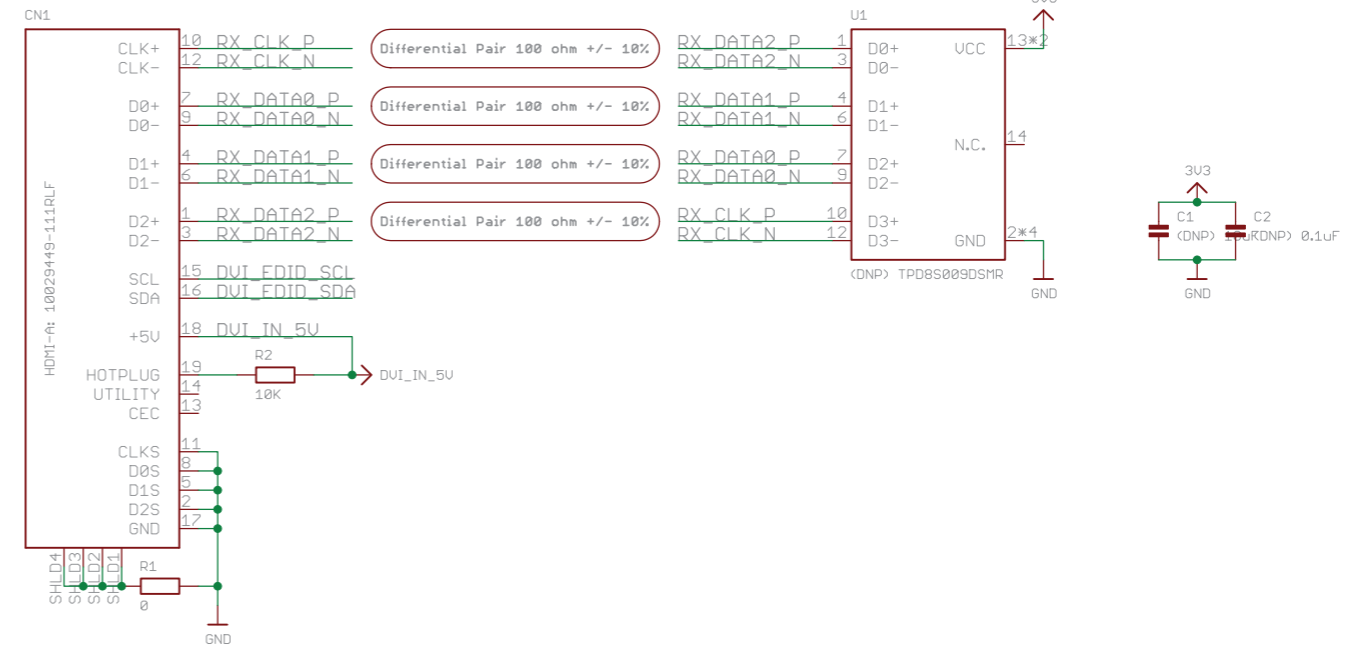 CN1
HDMI-A: 10029449-111RLF
CLK+ 10 RX_CLK_P
CLK- 12 RX_CLK_N
D0+ 7 RX_DATA0_P
D0- 9 RX_DATA0_N
D1+ 4 RX_DATA1_P
D1- 6 RX_DATA1_N
D2+ 1 RX_DATA2_P
D2- 3 RX_DATA2_N
SCL 15 DVI_EDID_SCL
SDA 16 DVI_EDID_SDA
+5V 18 DVI_IN_5V
HOTPLUG 19
R2
10K
DVI_IN_5V
UTILITY 14
CEC 13
CLKS 11
D0S 8
D1S 5
D2S 2
GND 17
SHLD4
SHLD3
SHLD2
SHLD1
R1
0
GND
Differential Pair 100 ohm +/- 10%
Differential Pair 100 ohm +/- 10%
Differential Pair 100 ohm +/- 10%
Differential Pair 100 ohm +/- 10%
U1
RX_DATA2_P 1 D0+
RX_DATA2_N 3 D0-
RX_DATA1_P 4 D1+
RX_DATA1_N 6 D1-
RX_DATA0_P 7 D2+
RX_DATA0_N 9 D2-
RX_CLK_P 10 D3+
RX_CLK_N 12 D3-
VCC 13*2
N.C. 14
GND 2*4
(DNP) TPD8S009DSMR
GND
3V3
C1
(DNP)
C2
(DNP) 0.1uF
GND